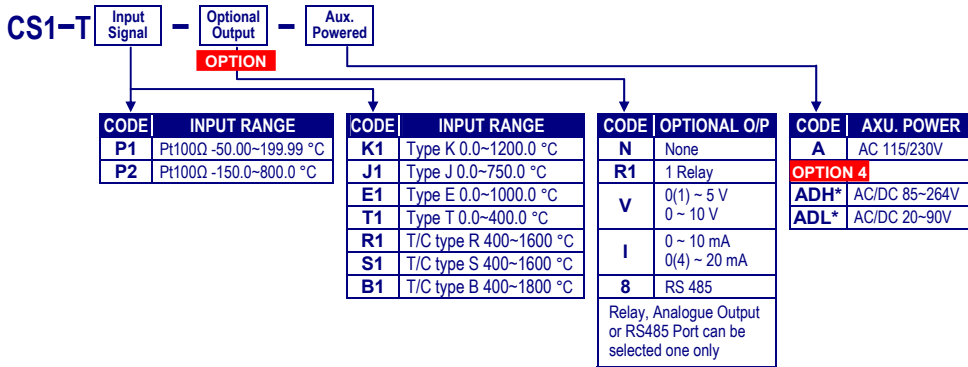 CS1-T Input Signal - Optional Output - Aux. Powered
OPTION
CODE INPUT RANGE
P1 Pt100Ω -50.00~199.99 °C
P2 Pt100Ω -150.0~800.0 °C
CODE INPUT RANGE
K1 Type K 0.0~1200.0 °C
J1 Type J 0.0~750.0 °C
E1 Type E 0.0~1000.0 °C
T1 Type T 0.0~400.0 °C
R1 T/C type R 400~1600 °C
S1 T/C type S 400~1600 °C
B1 T/C type B 400~1800 °C
CODE OPTIONAL O/P
N None
R1 1 Relay
V 0(1) ~ 5 V
0 ~ 10 V
I 0 ~ 10 mA
0(4) ~ 20 mA
8 RS 485
Relay, Analogue Output
or RS485 Port can be
selected one only
CODE AXU. POWER
A AC 115/230V
OPTION 4
ADH* AC/DC 85~264V
ADL* AC/DC 20~90V